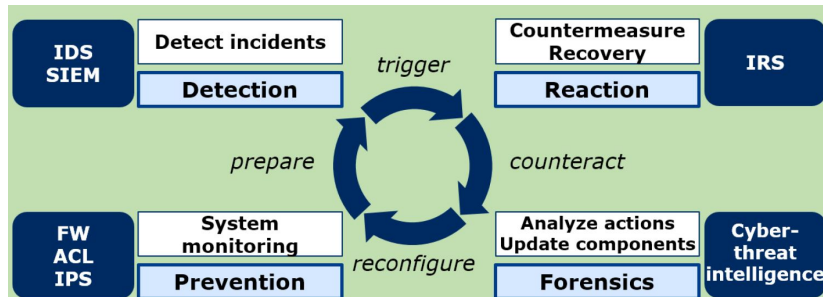 IDS
SIEM
Detect incidents
Detection
trigger
Countermeasure
Recovery
Reaction
IRS
prepare
counteract
FW
ACL
IPS
System
monitoring
Prevention
reconfigure
Analyze actions
Update components
Forensics
Cyber-
threat
intelligence